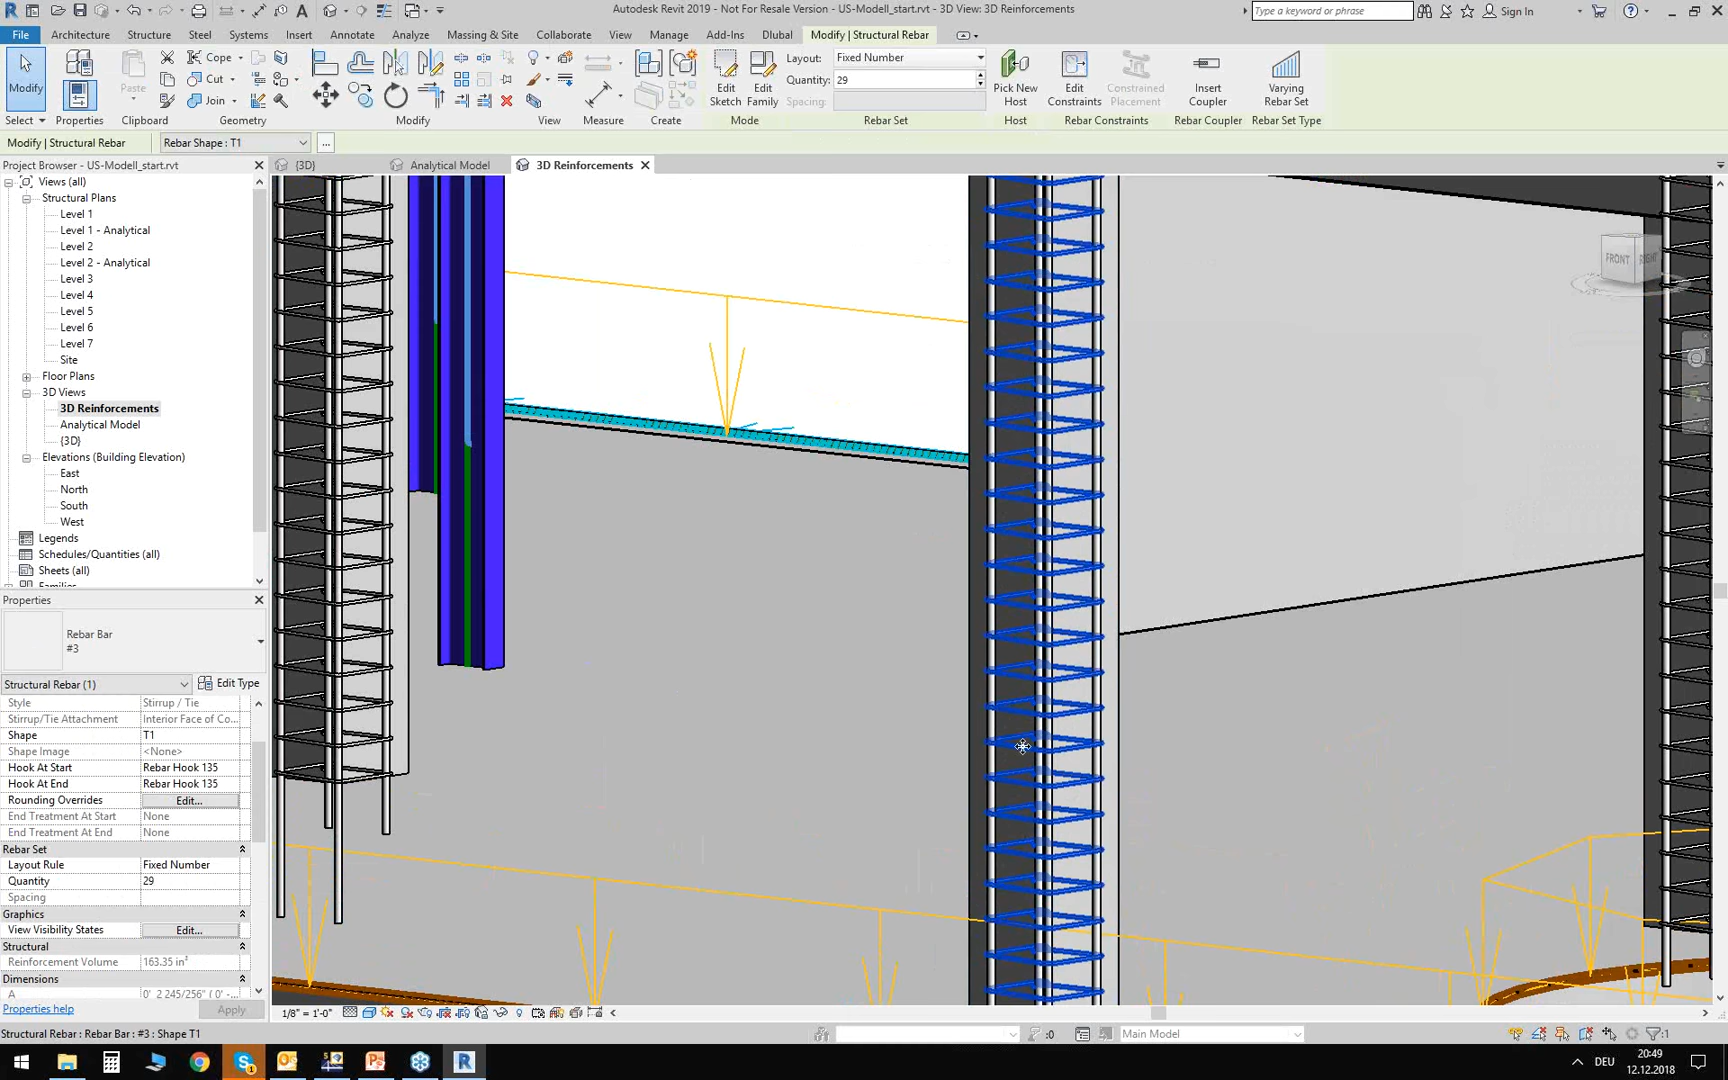 Autodesk Revit 2019 - Not For Resale Version - US-Modell_start.rvt - 3D View: 3D Reinforcements
Type a keyword or phrase
Sign In
File
Architecture
Structure
Steel
Systems
Insert
Annotate
Analyze
Massing & Site
Collaborate
View
Manage
Add-Ins
Dlubal
Modify | Structural Rebar
Modify
Properties
Paste
Cope
Cut
Join
Layout:
Fixed Number
Quantity:
29
Spacing:
Edit
Sketch
Edit
Family
Pick New
Host
Edit
Constraints
Constrained
Placement
Insert
Coupler
Varying
Rebar Set
Select
Properties
Clipboard
Geometry
Modify
View
Measure
Create
Mode
Rebar Set
Host
Rebar Constraints
Rebar Coupler
Rebar Set Type
Modify | Structural Rebar
Rebar Shape : T1
...
Project Browser - US-Modell_start.rvt
{3D}
Analytical Model
3D Reinforcements
Views (all)
Structural Plans
Level 1
Level 1 - Analytical
Level 2
Level 2 - Analytical
Level 3
Level 4
Level 5
Level 6
Level 7
Site
Floor Plans
3D Views
3D Reinforcements
Analytical Model
{3D}
Elevations (Building Elevation)
East
North
South
West
Legends
Schedules/Quantities (all)
Sheets (all)
Families
FRONT
RIGHT
Properties
Rebar Bar
#3
Structural Rebar (1)
Edit Type
Style Stirrup / Tie
Stirrup/Tie Attachment Interior Face of Co...
Shape T1
Shape Image <None>
Hook At Start Rebar Hook 135
Hook At End Rebar Hook 135
Rounding Overrides Edit...
End Treatment At Start None
End Treatment At End None
Rebar Set
Layout Rule Fixed Number
Quantity 29
Spacing
Graphics
View Visibility States Edit...
Structural
Reinforcement Volume 163.35 in³
Dimensions
A 0' 2 245/256" ( 0' -...
Properties help
Apply
1/8" = 1'-0"
Structural Rebar : Rebar Bar : #3 : Shape T1
:0
Main Model
:1
DEU
20:49
12.12.2018